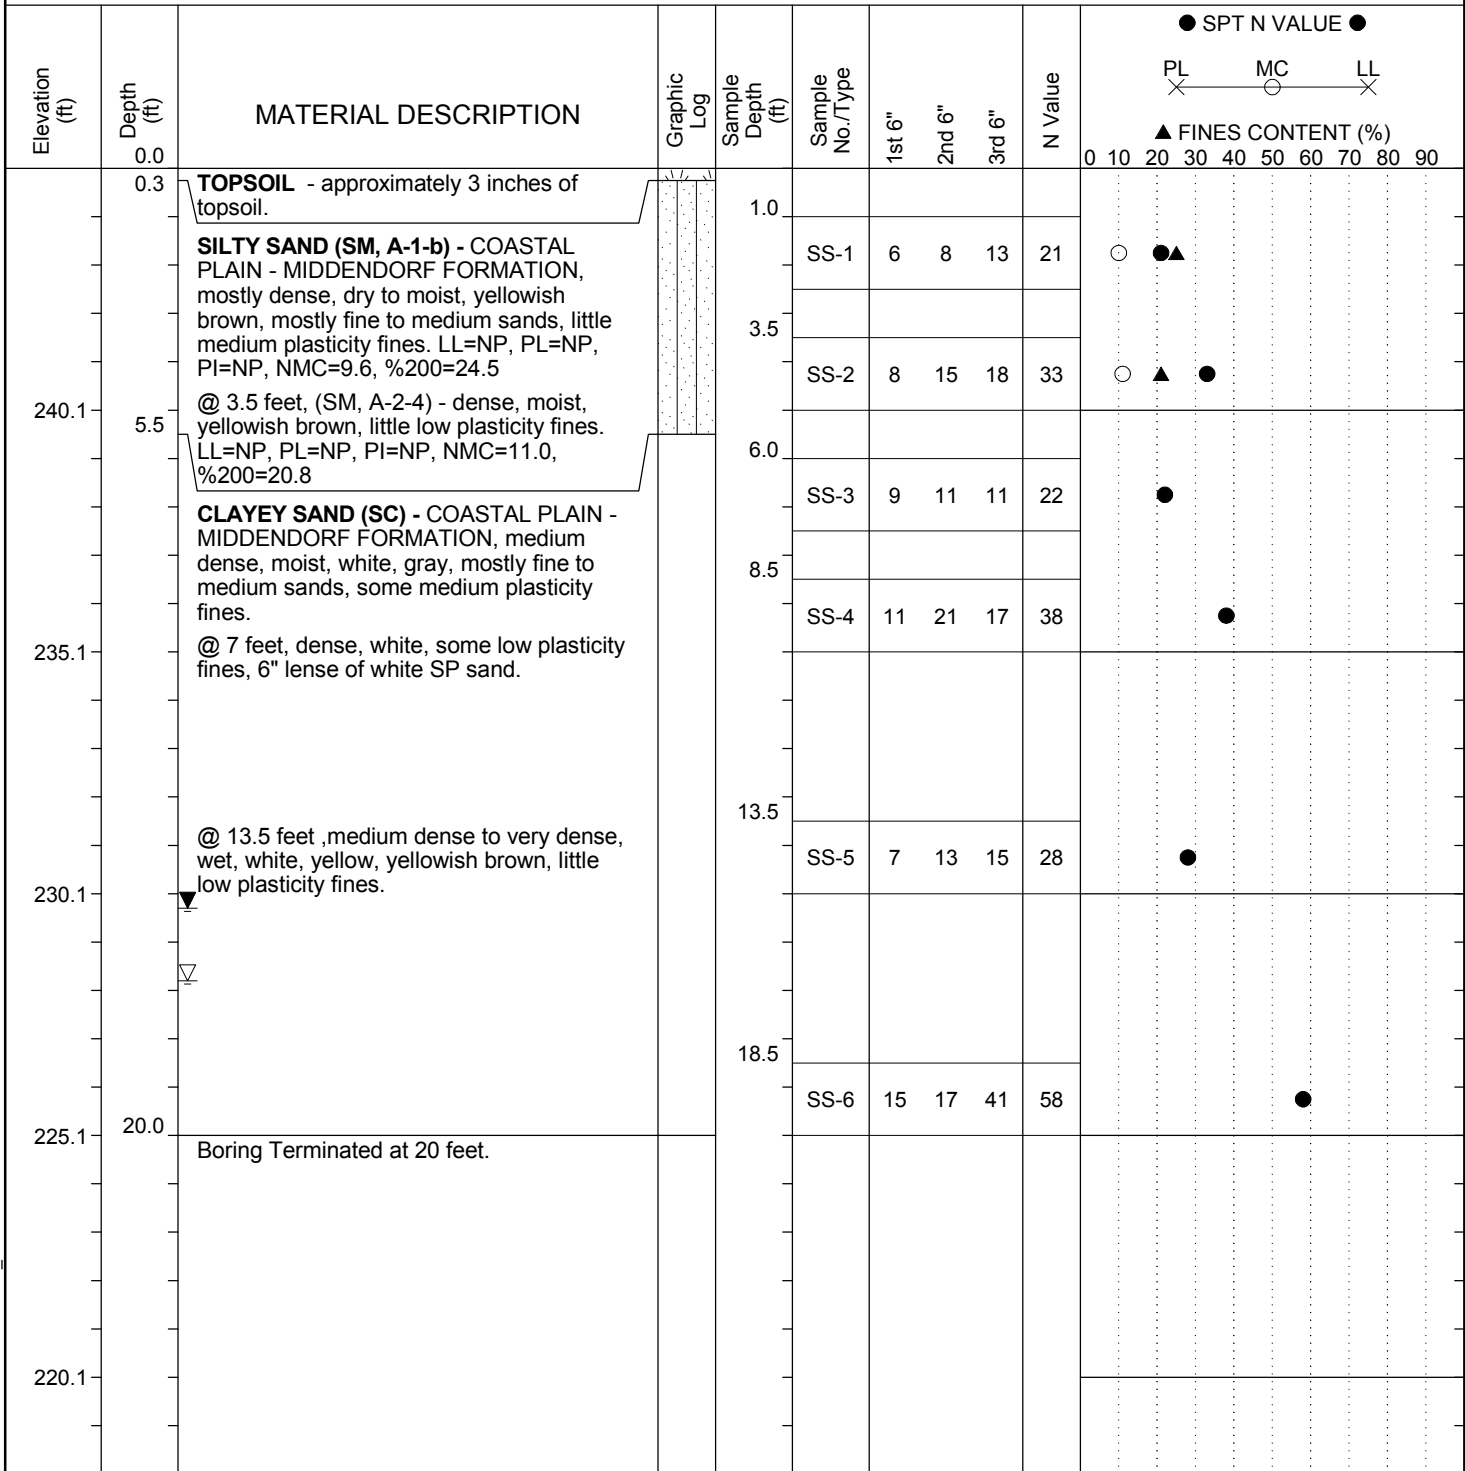 Elevation
(ft)
Depth
(ft)
0.0
MATERIAL DESCRIPTION
Graphic
Log
Sample
Depth
(ft)
Sample
No./Type
1st 6"
2nd 6"
3rd 6"
N Value
● SPT N VALUE ●
PL MC LL
▲ FINES CONTENT (%)
0 10 20 30 40 50 60 70 80 90
0.3
TOPSOIL - approximately 3 inches of
topsoil.
1.0
SILTY SAND (SM, A-1-b) - COASTAL
PLAIN - MIDDENDORF FORMATION,
mostly dense, dry to moist, yellowish
brown, mostly fine to medium sands, little
medium plasticity fines. LL=NP, PL=NP,
PI=NP, NMC=9.6, %200=24.5
SS-1 6 8 13 21
3.5
@ 3.5 feet, (SM, A-2-4) - dense, moist,
yellowish brown, little low plasticity fines.
LL=NP, PL=NP, PI=NP, NMC=11.0,
%200=20.8
SS-2 8 15 18 33
240.1
5.5
6.0
CLAYEY SAND (SC) - COASTAL PLAIN -
MIDDENDORF FORMATION, medium
dense, moist, white, gray, mostly fine to
medium sands, some medium plasticity
fines.
SS-3 9 11 11 22
8.5
@ 7 feet, dense, white, some low plasticity
fines, 6" lense of white SP sand.
SS-4 11 21 17 38
235.1
13.5
@ 13.5 feet ,medium dense to very dense,
wet, white, yellow, yellowish brown, little
low plasticity fines.
SS-5 7 13 15 28
230.1
18.5
SS-6 15 17 41 58
20.0
225.1
Boring Terminated at 20 feet.
220.1